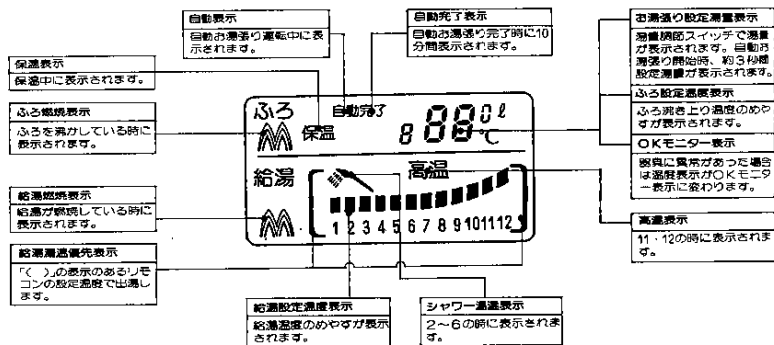 自動表示
自動お湯張り運転中に表
示されます。
自動完了表示
自動お湯張り完了時に10
分間表示されます。
お湯張り設定湯量表示
湯量調節スイッチで湯量
が表示されます。自動お
湯張り開始時、約3秒間
設定湯量が表示されます。
保温表示
保温中に表示されます。
ふろ設定温度表示
ふろ沸き上り温度のめや
すが表示されます。
ふろ燃焼表示
ふろを沸かしている時に
表示されます。
OKモニター表示
器具に異常があった場合
は温度表示がOKモニタ
ー表示に変わります。
給湯燃焼表示
給湯が燃焼している時に
表示されます。
高温表示
11・12の時に表示されま
す。
給湯温度優先表示
「( )」の表示のあるリモ
コンの設定温度で出湯し
ます。
給湯設定温度表示
給湯温度のめやすが表示
されます。
シャワー温度表示
2～6の時に表示されま
す。
ふろ 自動完了
保温 8 88 0 ℓ
℃
給湯 高温
1 2 3 4 5 6 7 8 9 10 11 12